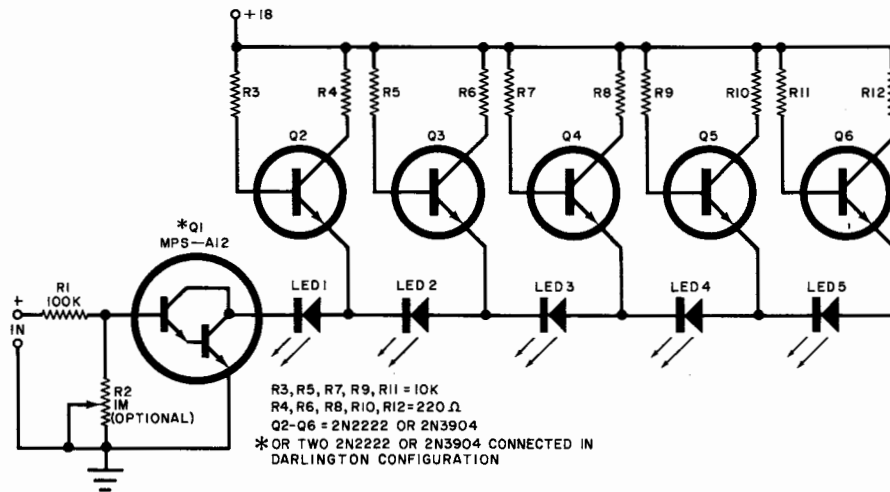 +18
R3
R4
R5
R6
R7
R8
R9
R10
R11
R12
Q2
Q3
Q4
Q5
Q6
*Q1
MPS-A12
R1
100K
+
IN
LED1
LED2
LED3
LED4
LED5
R2
1M
(OPTIONAL)
R3, R5, R7, R9, R11 = 10K
R4, R6, R8, R10, R12 = 220 Ω
Q2-Q6 = 2N2222 OR 2N3904
* OR TWO 2N2222 OR 2N3904 CONNECTED IN
DARLINGTON CONFIGURATION